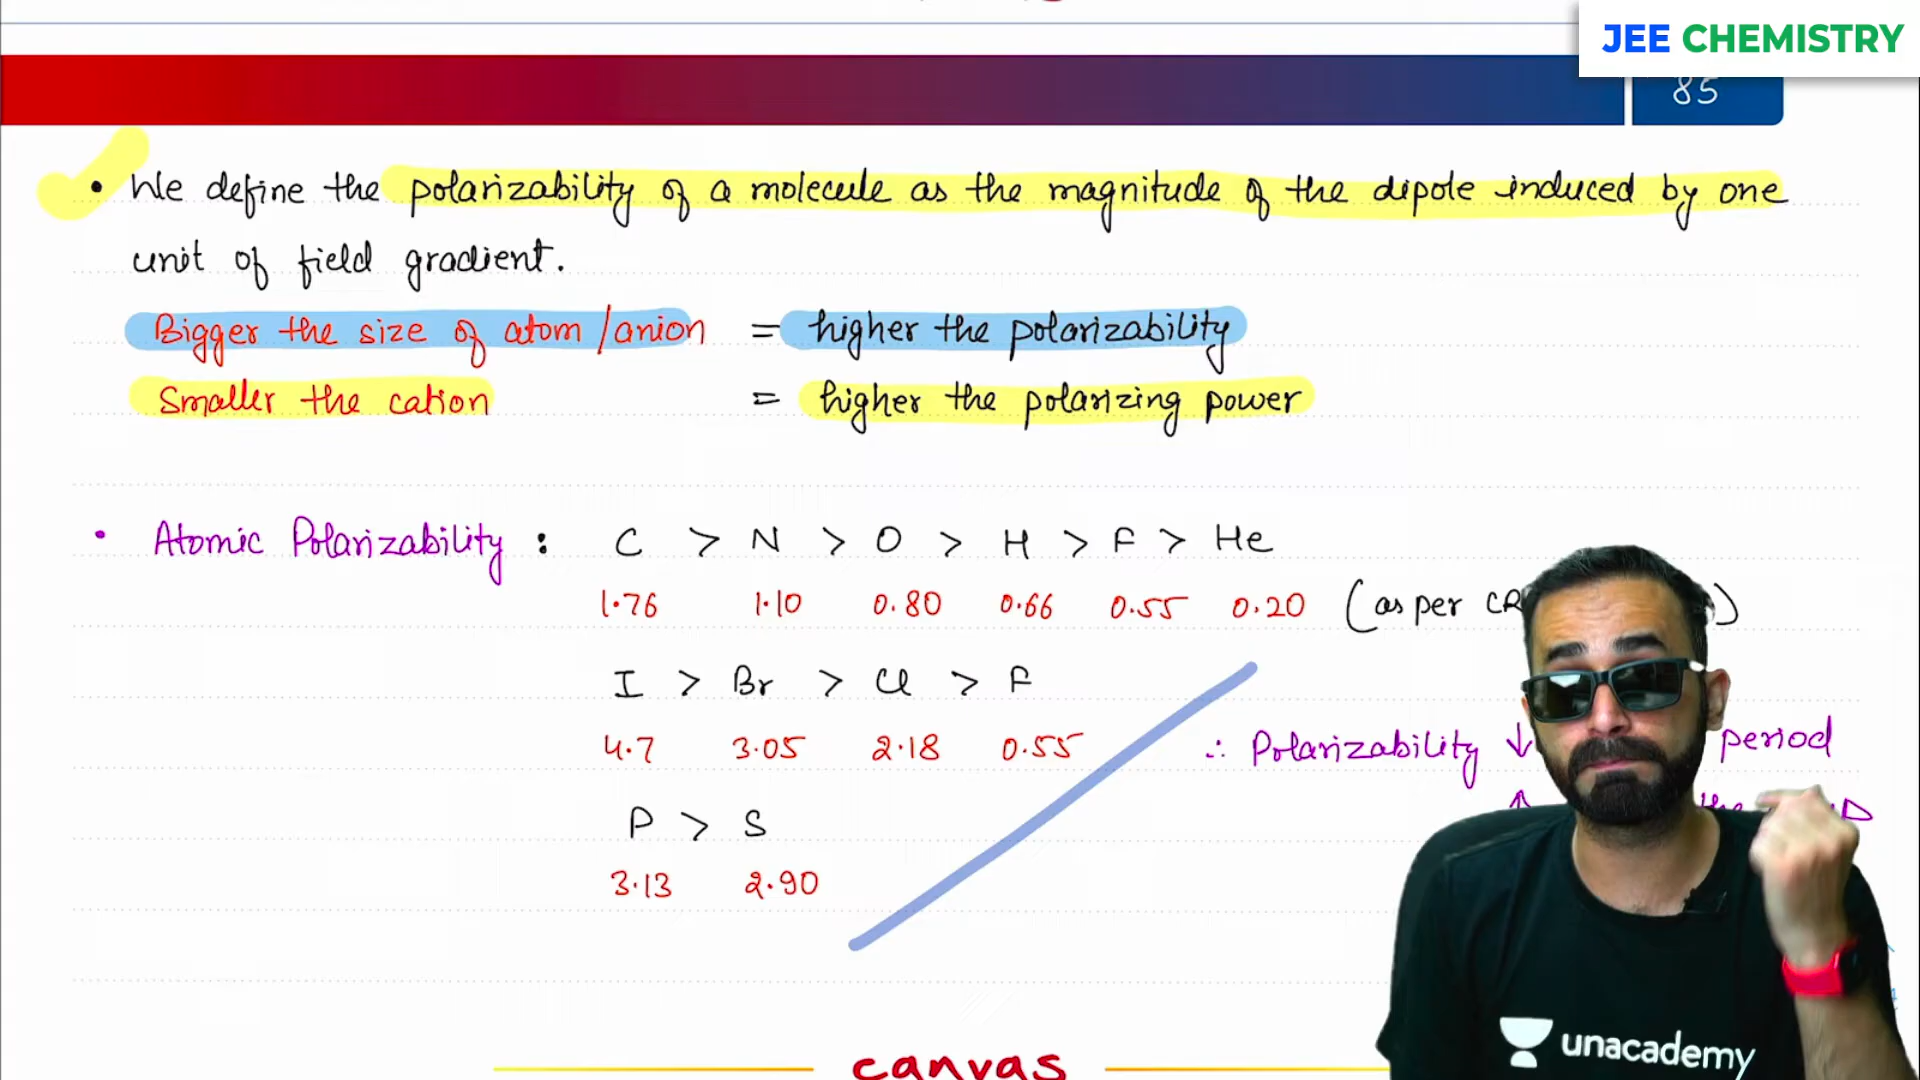 JEE CHEMISTRY
85
• We define the polarizability of a molecule as the magnitude of the dipole induced by one
unit of field gradient.
Bigger the size of atom /anion = higher the polarizability
Smaller the cation = higher the polarizing power
• Atomic Polarizability : C > N > O > H > F > He
1.76 1.10 0.80 0.66 0.55 0.20 (as per )
I > Br > Cl > F
4.7 3.05 2.18 0.55
∴ Polarizability ↓ period
↑ the
P > S
3.13 2.90
unacademy
canvas